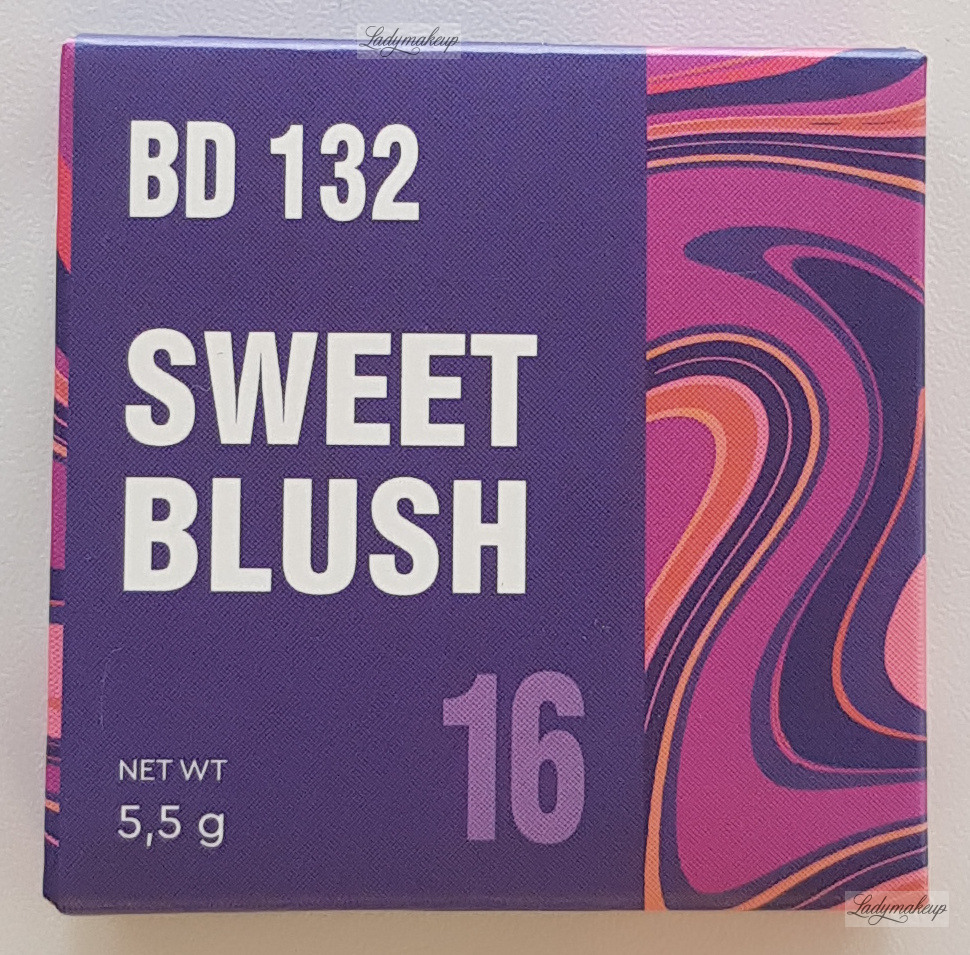 Ladymakeup
BD 132
SWEET
BLUSH
16
NET WT
5,5 g
Ladymakeup